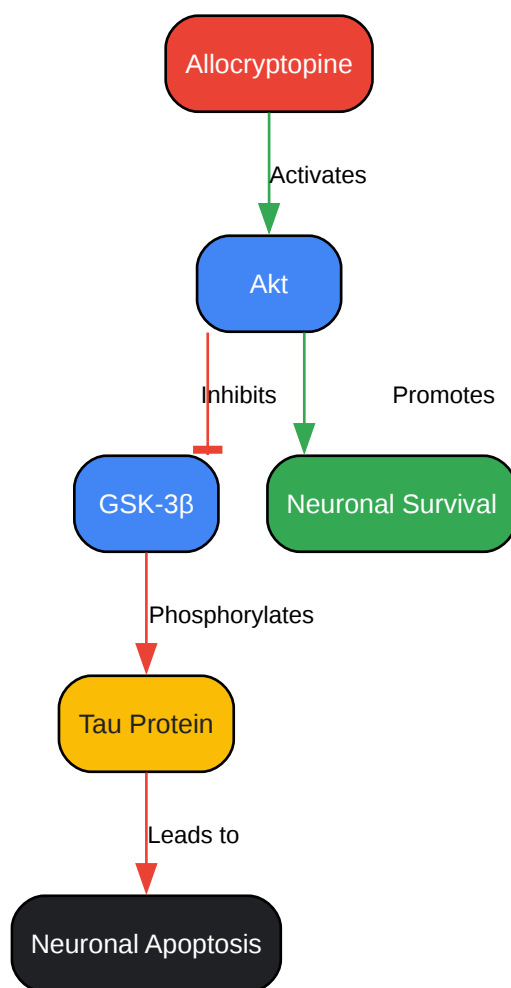 Allocryptopine
Activates
Akt
Inhibits
Promotes
GSK-3β
Neuronal Survival
Phosphorylates
Tau Protein
Leads to
Neuronal Apoptosis